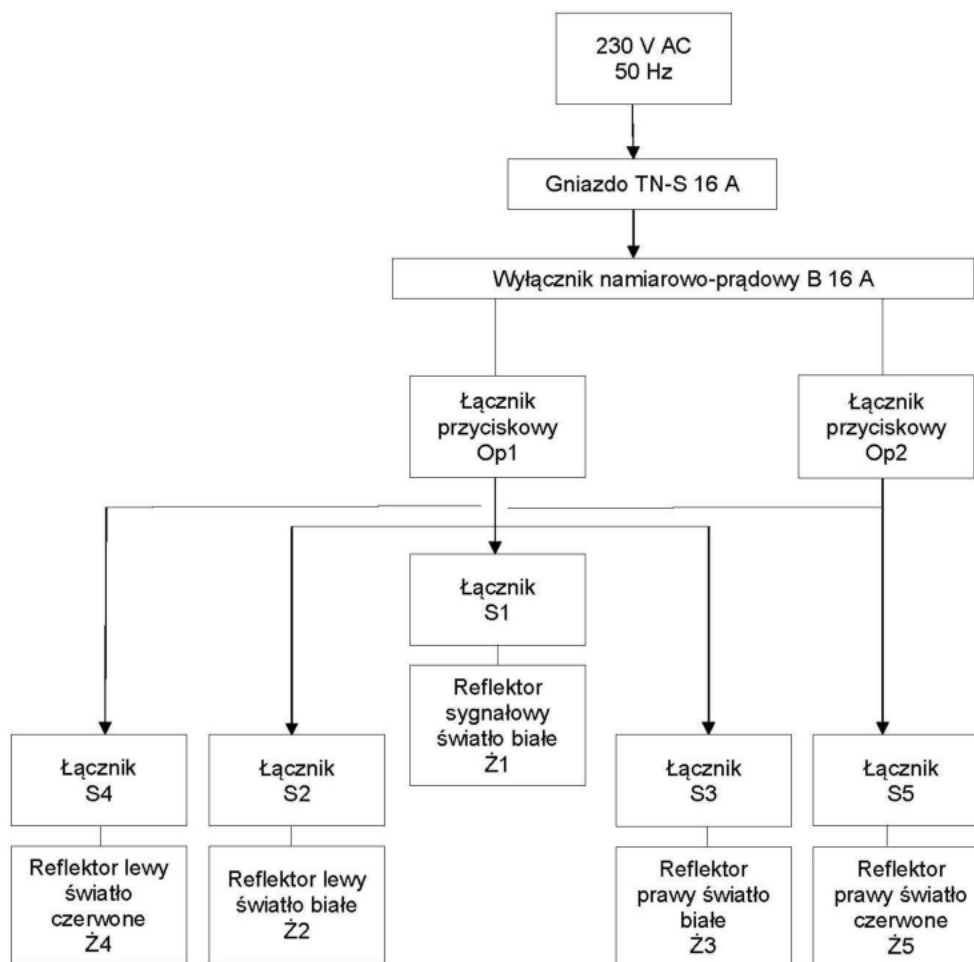 230 V AC
50 Hz
Gniazdo TN-S 16 A
Wyłącznik namiarowo-prądowy B 16 A
Łącznik
przyciskowy
Op1
Łącznik
przyciskowy
Op2
Łącznik
S1
Reflektor
sygnałowy
światło białe
Ż1
Łącznik
S4
Łącznik
S2
Łącznik
S3
Łącznik
S5
Reflektor lewy
światło
czerwone
Ż4
Reflektor lewy
światło białe
Ż2
Reflektor
prawy światło
białe
Ż3
Reflektor
prawy światło
czerwone
Ż5